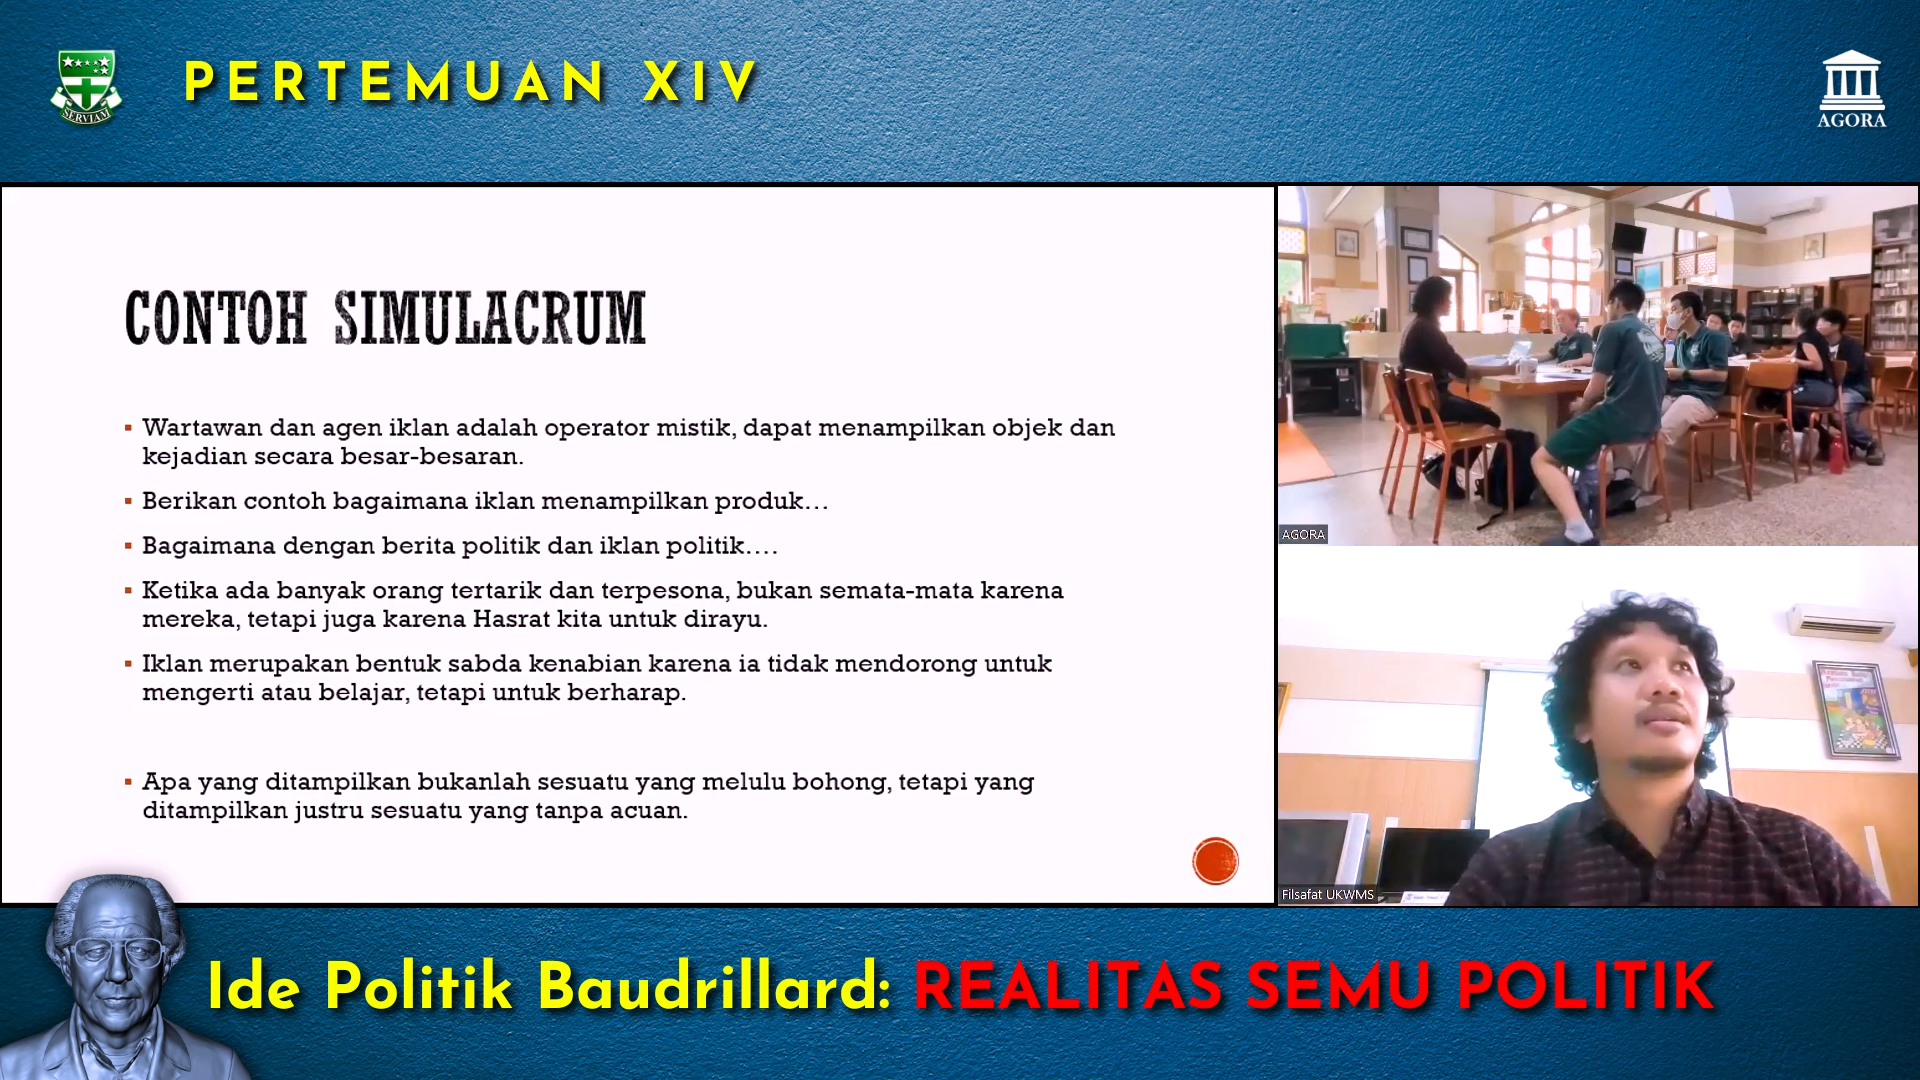 PERTEMUAN XIV
SERVIAM
AGORA
CONTOH SIMULACRUM
▪ Wartawan dan agen iklan adalah operator mistik, dapat menampilkan objek dan
kejadian secara besar-besaran.
▪ Berikan contoh bagaimana iklan menampilkan produk…
▪ Bagaimana dengan berita politik dan iklan politik….
▪ Ketika ada banyak orang tertarik dan terpesona, bukan semata-mata karena
mereka, tetapi juga karena Hasrat kita untuk dirayu.
▪ Iklan merupakan bentuk sabda kenabian karena ia tidak mendorong untuk
mengerti atau belajar, tetapi untuk berharap.
▪ Apa yang ditampilkan bukanlah sesuatu yang melulu bohong, tetapi yang
ditampilkan justru sesuatu yang tanpa acuan.
AGORA
Filsafat UKWMS
Ide Politik Baudrillard: REALITAS SEMU POLITIK